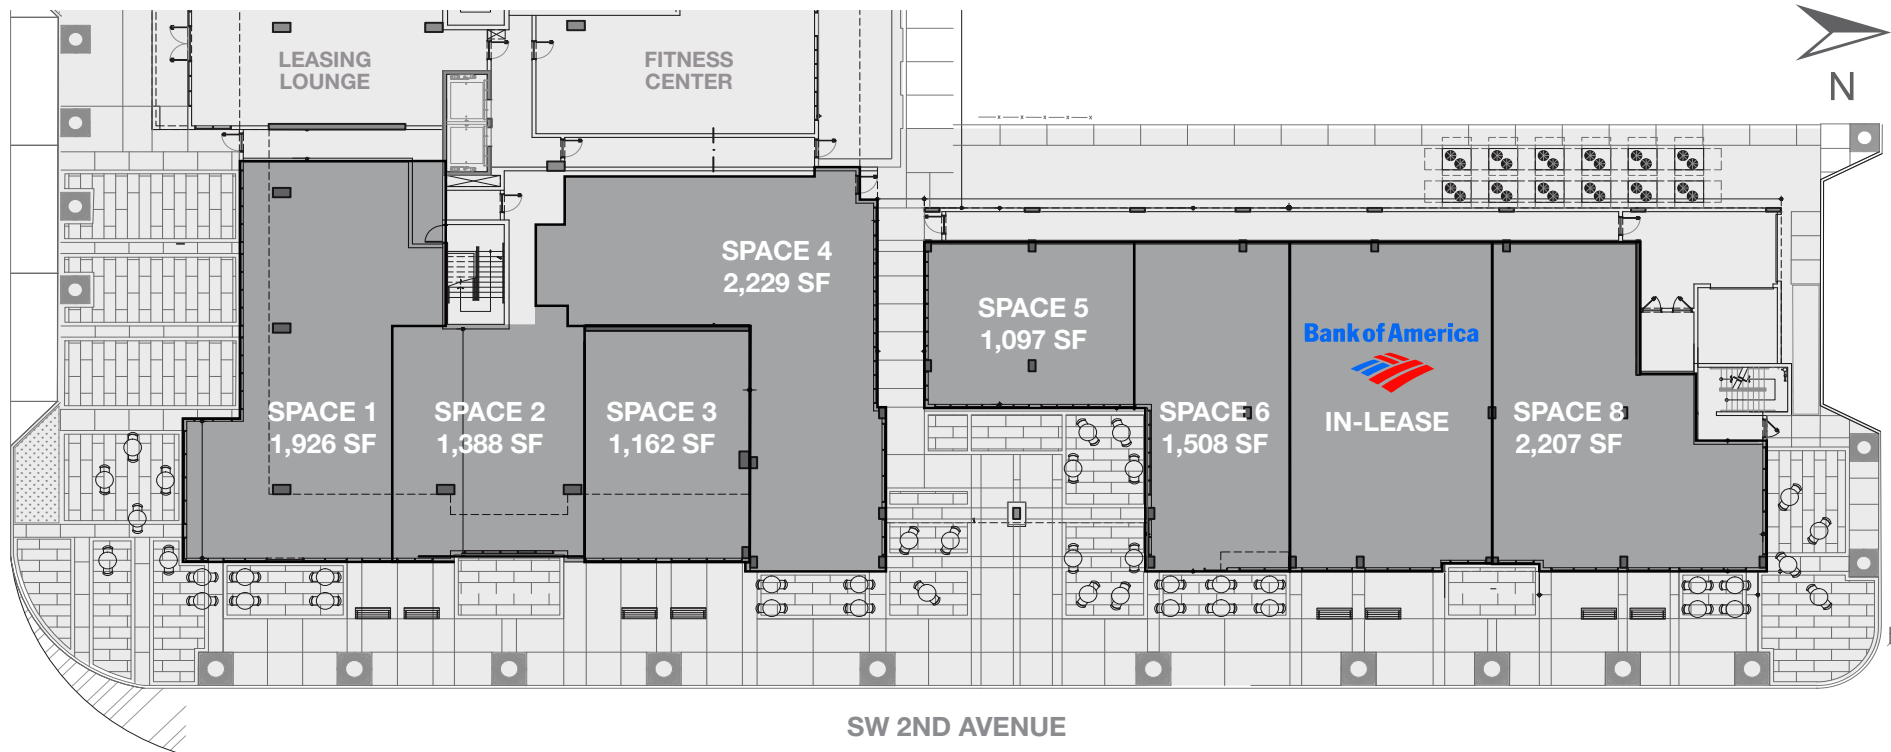 LEASING
LOUNGE
FITNESS
CENTER
N
SPACE 4
2,229 SF
SPACE 5
1,097 SF
Bank of America
IN-LEASE
SPACE 1
1,926 SF
SPACE 2
1,388 SF
SPACE 3
1,162 SF
SPACE 6
1,508 SF
SPACE 8
2,207 SF
SW 2ND AVENUE